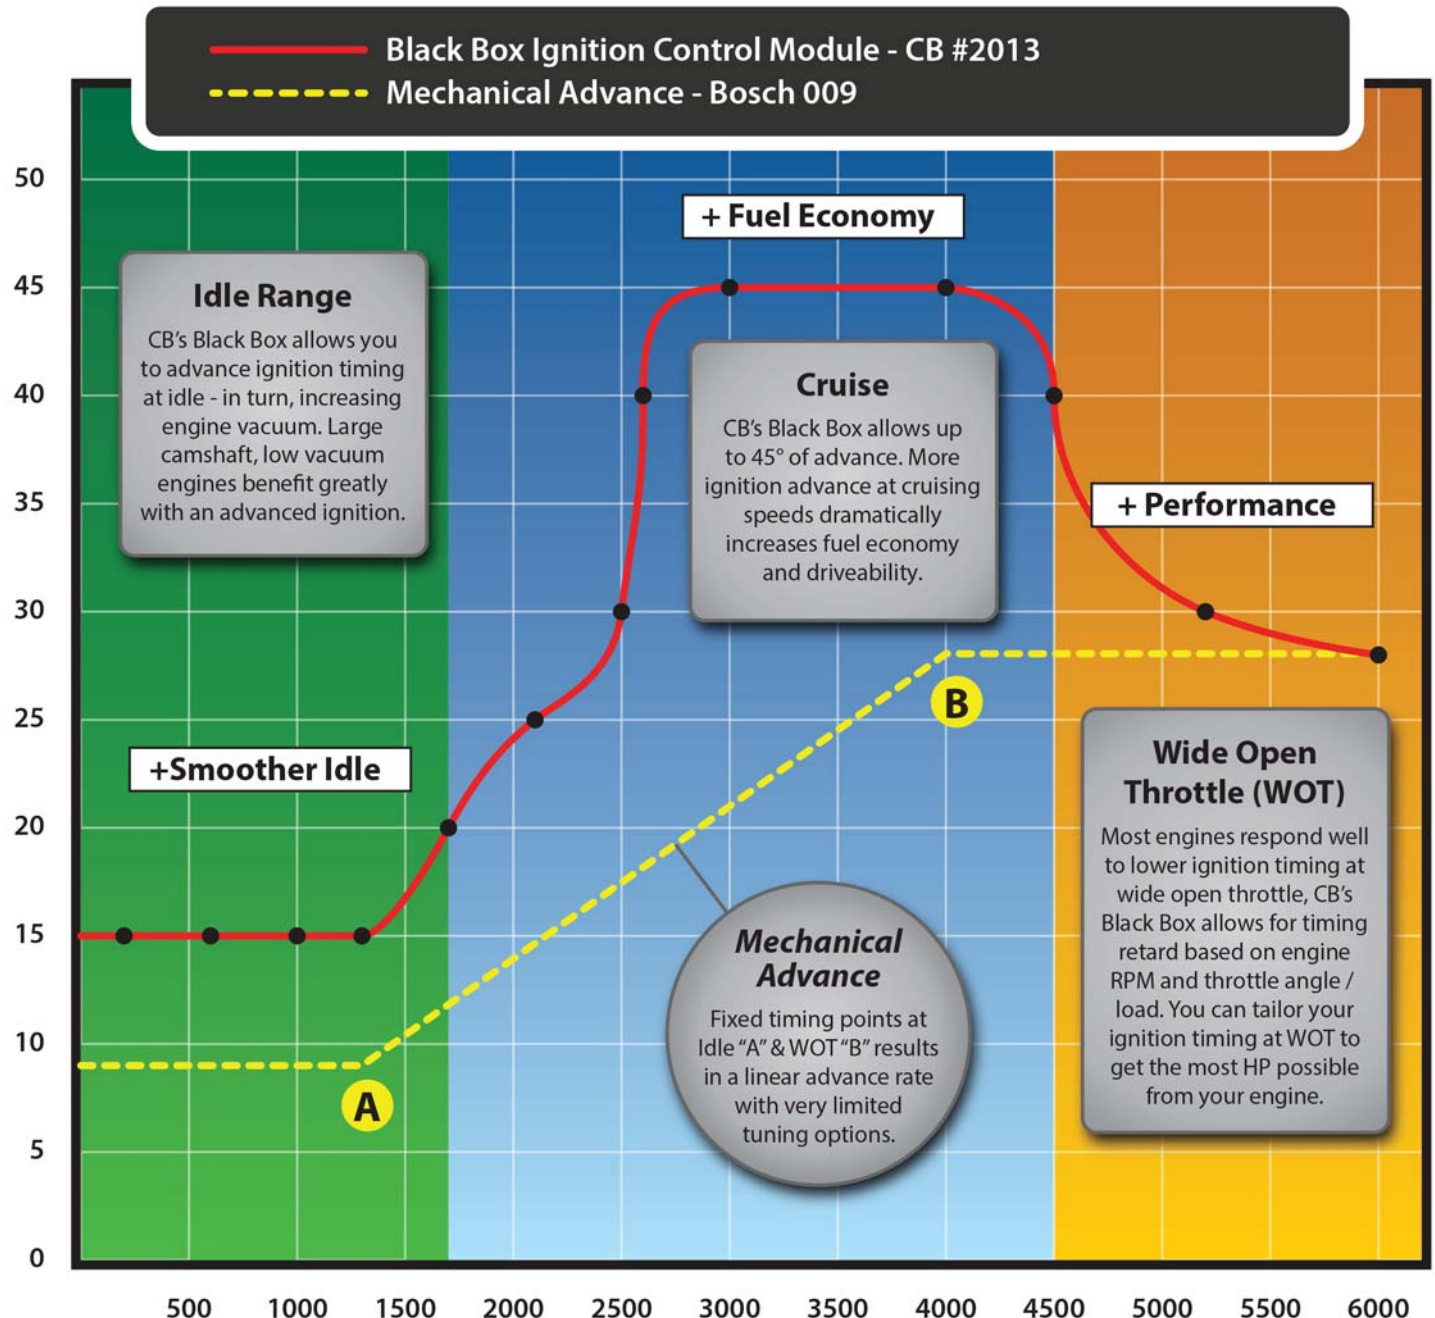 Black Box Ignition Control Module - CB #2013
Mechanical Advance - Bosch 009
50
45
40
35
30
25
20
15
10
5
0
+ Fuel Economy
Idle Range
CB's Black Box allows you
to advance ignition timing
at idle - in turn, increasing
engine vacuum. Large
camshaft, low vacuum
engines benefit greatly
with an advanced ignition.
Cruise
CB's Black Box allows up
to 45° of advance. More
ignition advance at cruising
speeds dramatically
increases fuel economy
and driveability.
+ Performance
+Smoother Idle
B
A
Wide Open
Throttle (WOT)
Most engines respond well
to lower ignition timing at
wide open throttle, CB's
Black Box allows for timing
retard based on engine
RPM and throttle angle /
load. You can tailor your
ignition timing at WOT to
get the most HP possible
from your engine.
Mechanical
Advance
Fixed timing points at
Idle "A" & WOT "B" results
in a linear advance rate
with very limited
tuning options.
500 1000 1500 2000 2500 3000 3500 4000 4500 5000 5500 6000